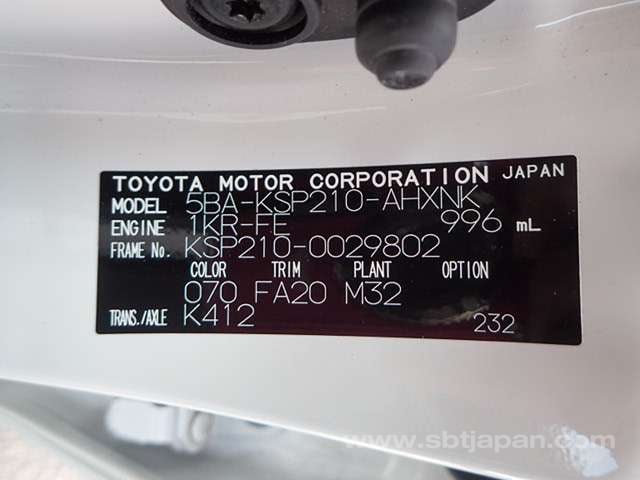 TOYOTA MOTOR CORPORATION JAPAN
MODEL 5BA-KSP210-AHXNK
ENGINE 1KR-FE 996 mL
FRAME No. KSP210-0029802
COLOR TRIM PLANT OPTION
070 FA20 M32
TRANS./AXLE K412 232
www.sbtjapan.com